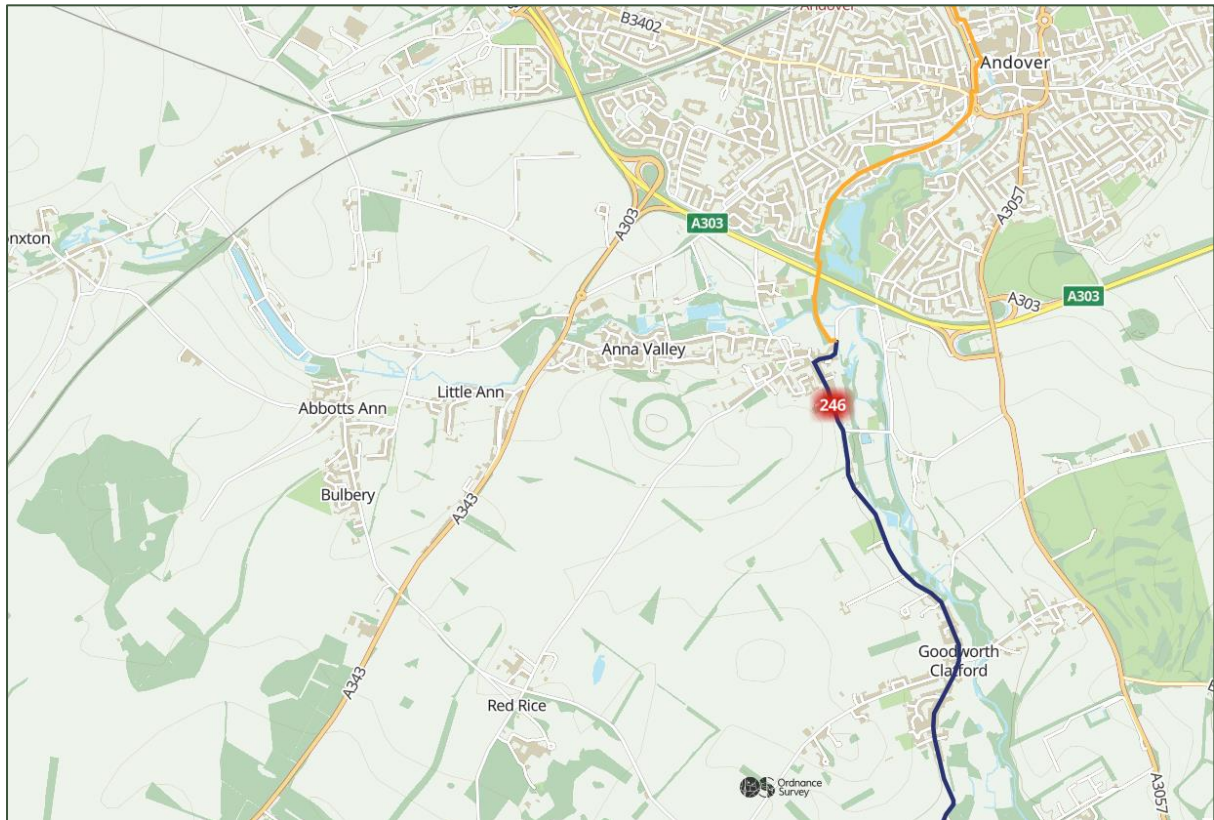 Andover
B3402
Andover
A3057
A303
A303
A303
A303
nxton
Anna Valley
Little Ann
Abbotts Ann
246
Bulbery
A343
Goodworth
Clatford
A343
Red Rice
Ordnance
Survey
A3057